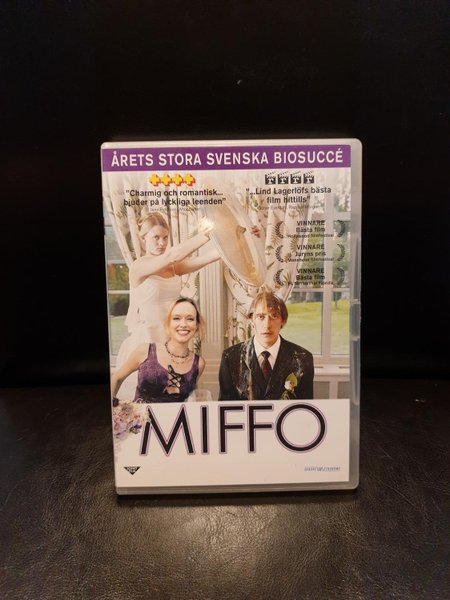 ÅRETS STORA SVENSKA BIOSUCCÉ
"Charmig och romantisk...
bjuder på lyckliga leenden"
"...Lind Lagerlöfs bästa
film hittills"
VINNARE
Bästa film
VINNARE
Juryns pris
VINNARE
Bästa film
MIFFO